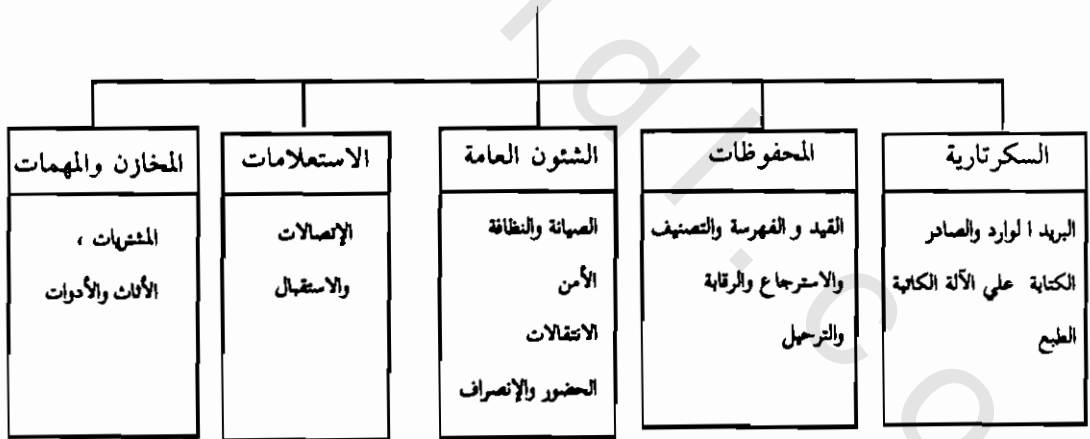 السكرتارية
البريد الوارد والصادر
الكتابة علي الآلة الكاتبة
الطبع
المحفوظات
القيد و الفهرسة والتصنيف
والاسترجاع والرقابة
والترحيل
الشئون العامة
الصيانة والنظافة
الأمن
الانتقالات
الحضور والإنصراف
الاستعلامات
الإتصالات
والاستقبال
المخازن والمهمات
المشتريات ،
الأثاث والأدوات